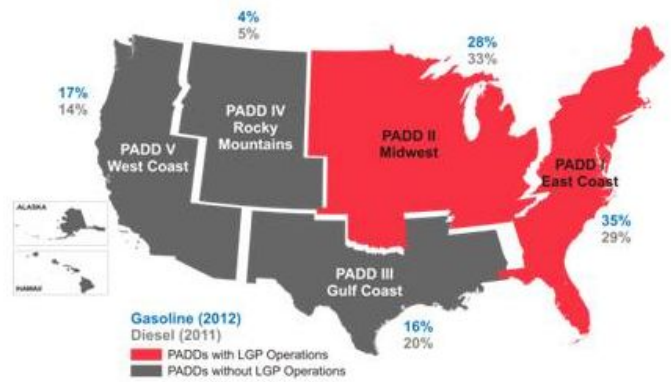 4%
5%
28%
33%
17%
14%
PADD IV
Rocky
Mountains
PADD II
Midwest
PADD V
West Coast
PADD I
East Coast
ALASKA
HAWAII
35%
29%
PADD III
Gulf Coast
Gasoline (2012)
Diesel (2011)
16%
20%
PADDs with LGP Operations
PADDs without LGP Operations